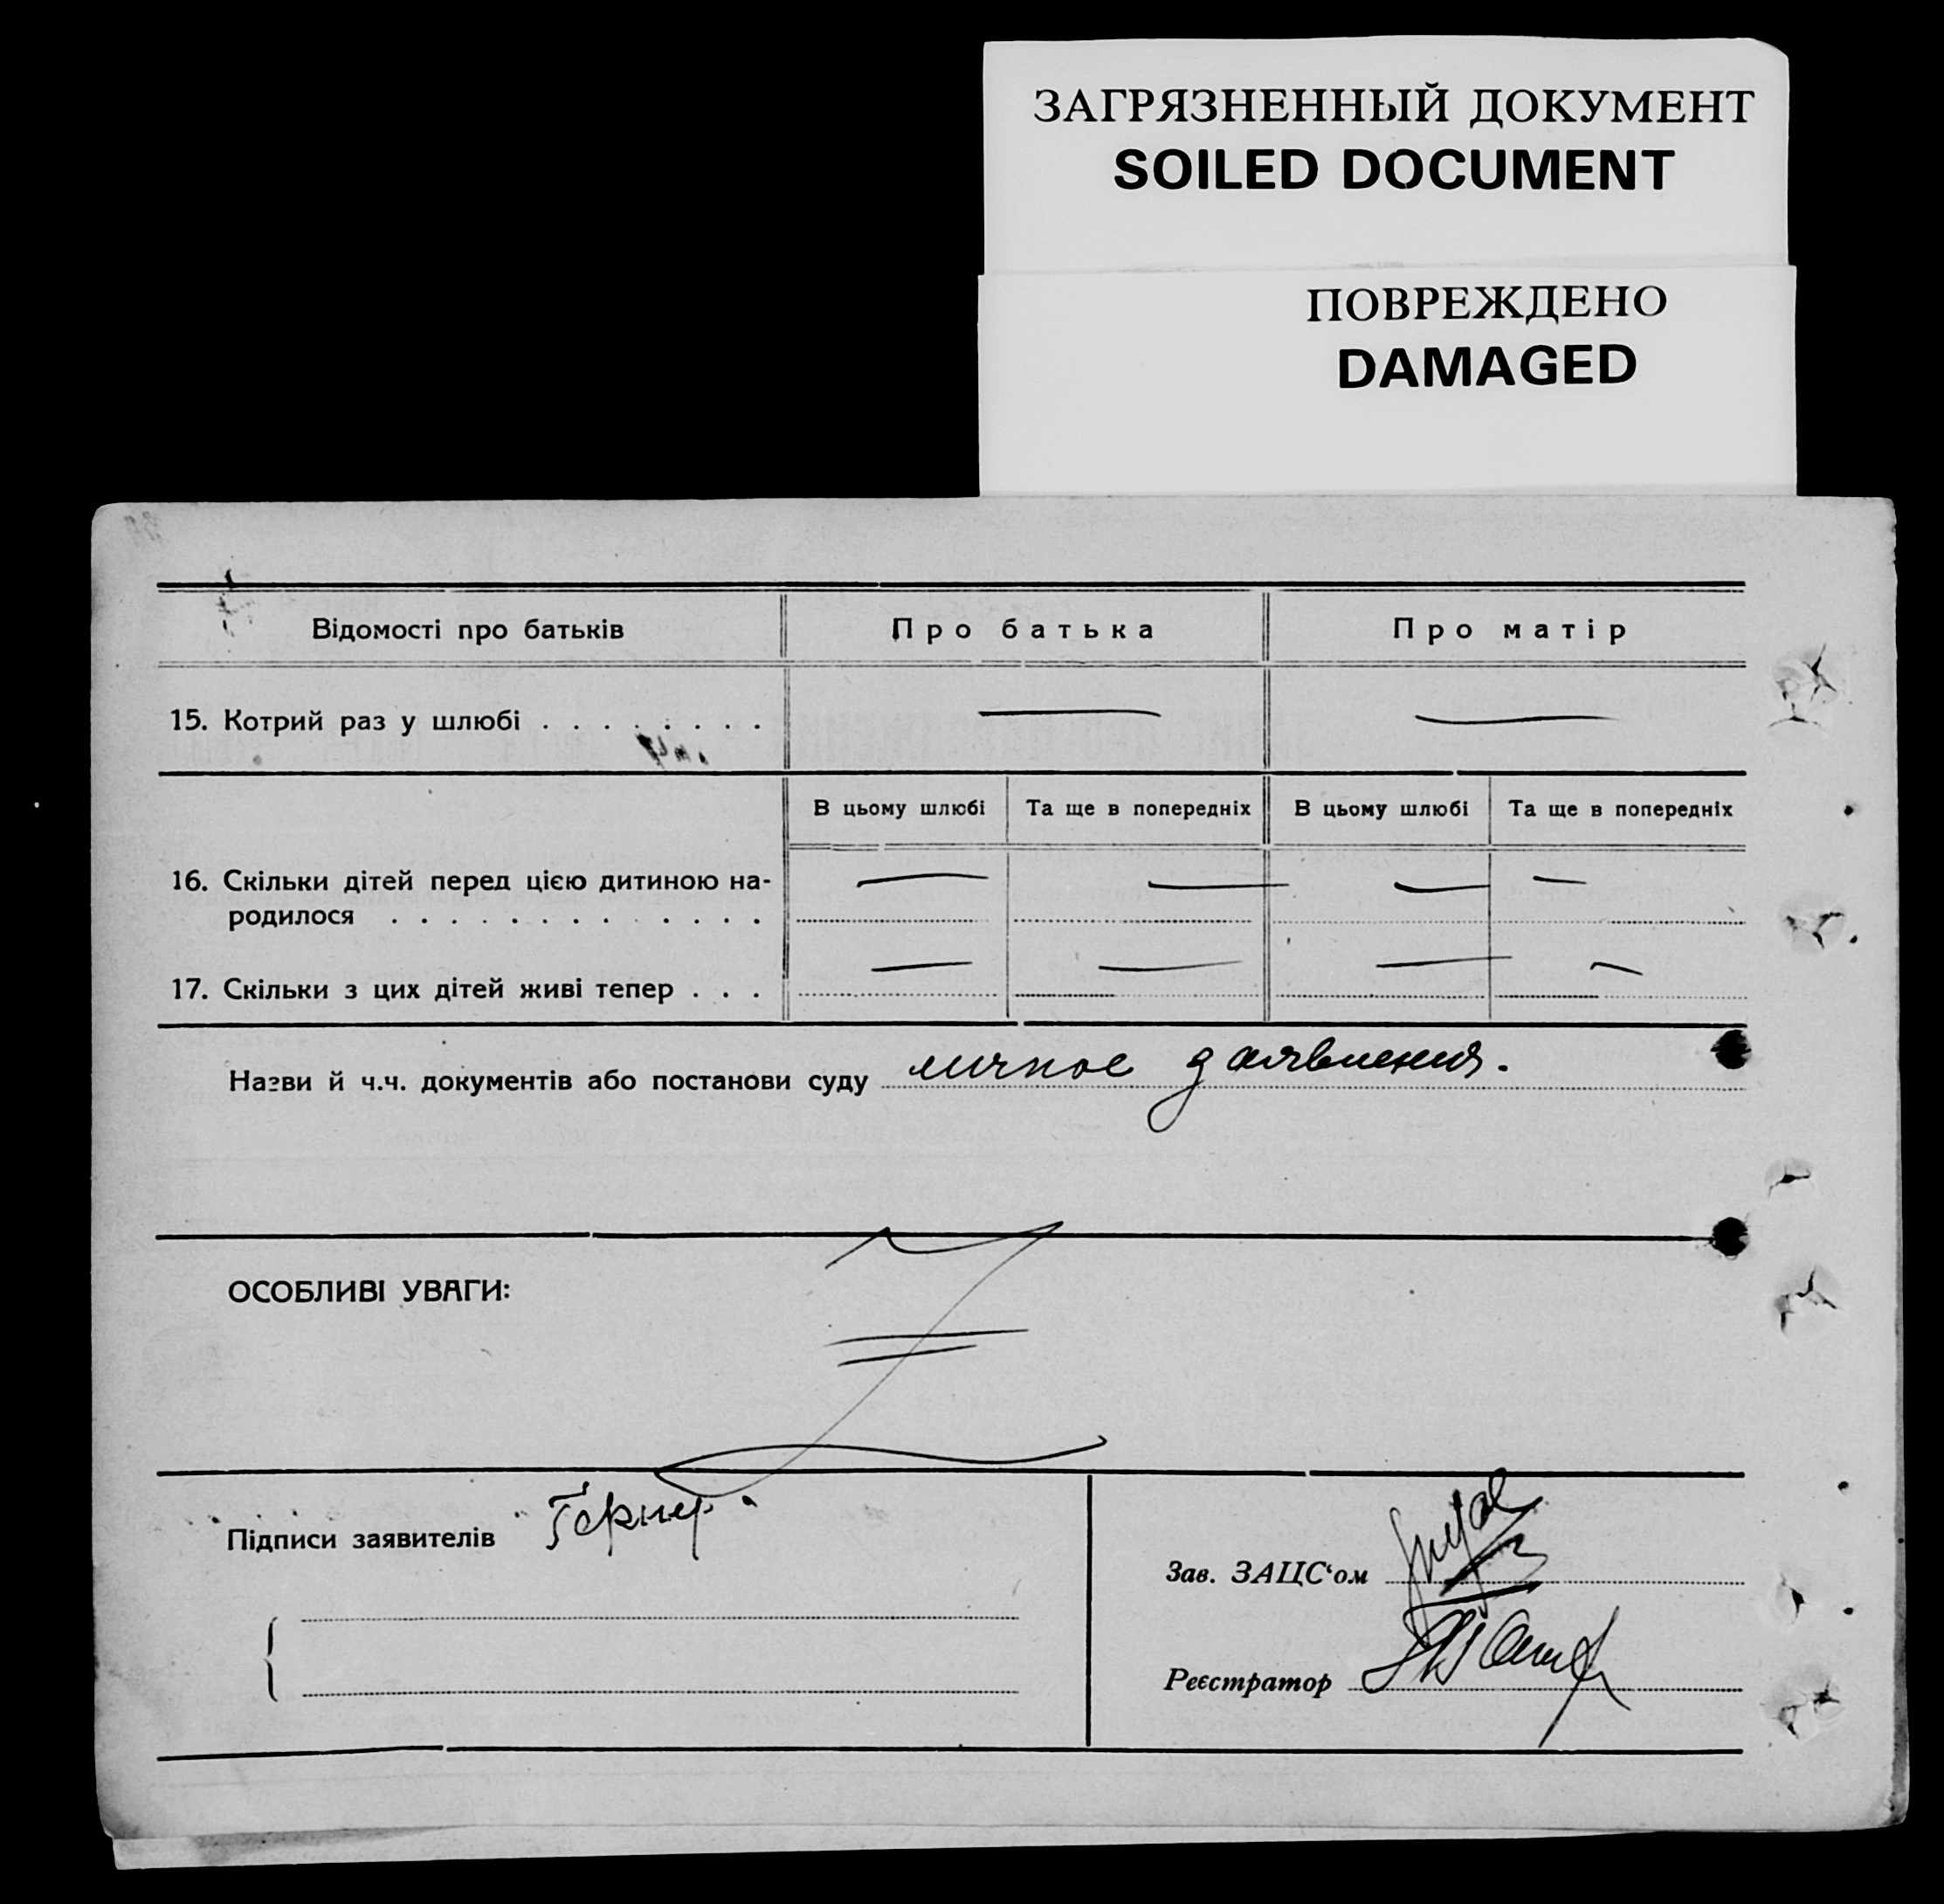 ЗАГРЯЗНЕННЫЙ ДОКУМЕНТ
SOILED DOCUMENT
ПОВРЕЖДЕНО
DAMAGED
Відомості про батьків Про батька Про матір
15. Котрий раз у шлюбі . . . . . . . .
В цьому шлюбі Та ще в попередніх В цьому шлюбі Та ще в попередніх
16. Скільки дітей перед цією дитиною на-
родилося . . . . . . . . . . . . .
17. Скільки з цих дітей живі тепер . . .
Назви й ч.ч. документів або постанови суду личное заявления.
ОСОБЛИВІ УВАГИ:
Підписи заявителів
Зав. ЗАЦС‘ом
Реєстратор